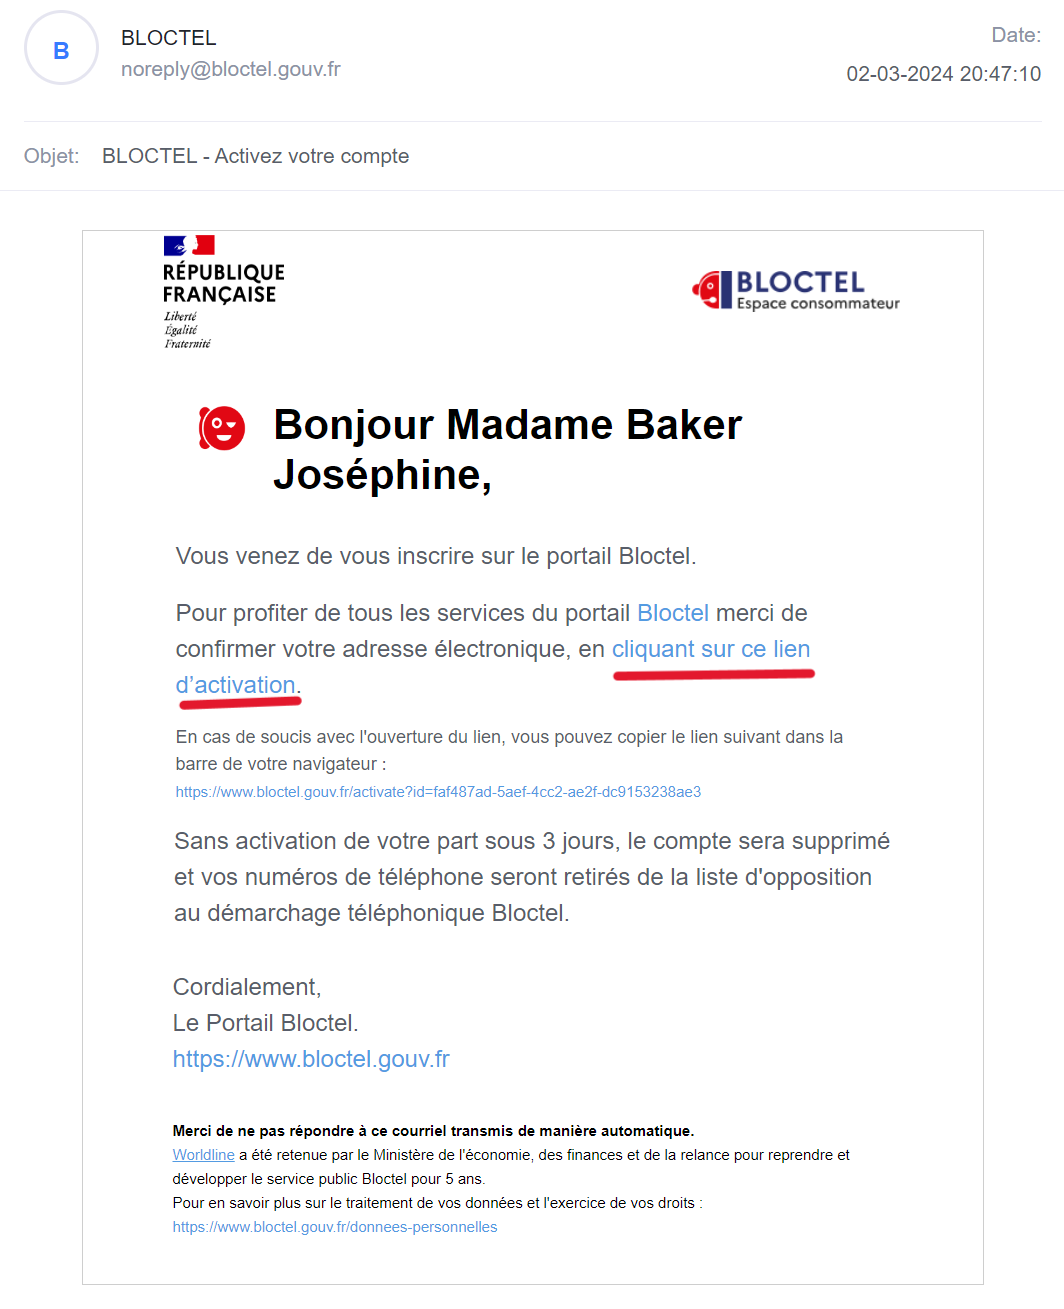 B
BLOCTEL
noreply@bloctel.gouv.fr
Date:
02-03-2024 20:47:10
Objet: BLOCTEL - Activez votre compte
RÉPUBLIQUE
FRANÇAISE
Liberté
Égalité
Fraternité
BLOCTEL
Espace consommateur
Bonjour Madame Baker
Joséphine,
Vous venez de vous inscrire sur le portail Bloctel.
Pour profiter de tous les services du portail Bloctel merci de
confirmer votre adresse électronique, en cliquant sur ce lien
d’activation.
En cas de soucis avec l'ouverture du lien, vous pouvez copier le lien suivant dans la
barre de votre navigateur :
https://www.bloctel.gouv.fr/activate?id=faf487ad-5aef-4cc2-ae2f-dc9153238ae3
Sans activation de votre part sous 3 jours, le compte sera supprimé
et vos numéros de téléphone seront retirés de la liste d'opposition
au démarchage téléphonique Bloctel.
Cordialement,
Le Portail Bloctel.
https://www.bloctel.gouv.fr
Merci de ne pas répondre à ce courriel transmis de manière automatique.
Worldline a été retenue par le Ministère de l'économie, des finances et de la relance pour reprendre et
développer le service public Bloctel pour 5 ans.
Pour en savoir plus sur le traitement de vos données et l'exercice de vos droits :
https://www.bloctel.gouv.fr/donnees-personnelles